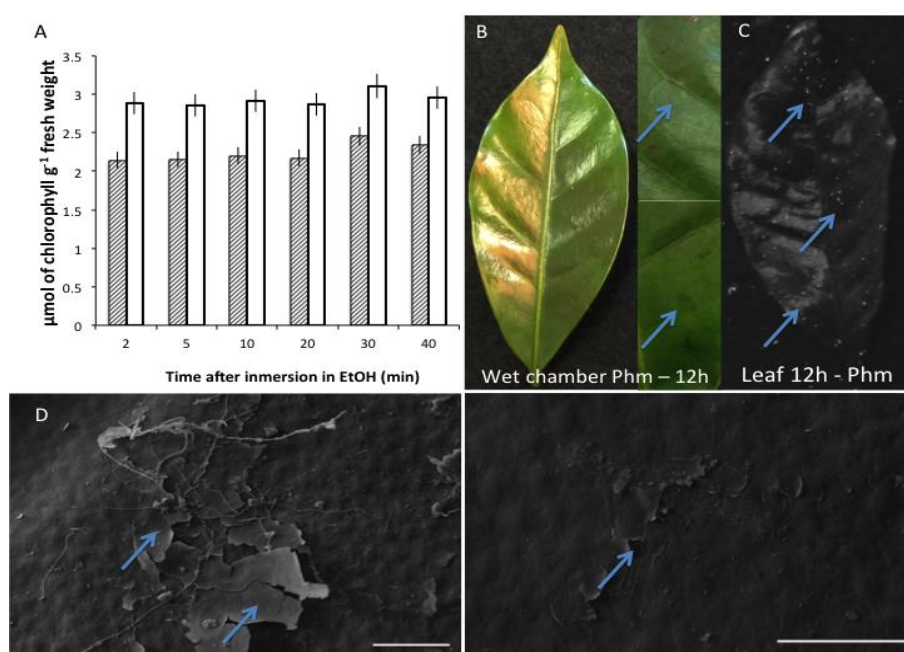 A
3.5
3
2.5
2
1.5
1
0.5
0
µmol of chlorophyll g-1 fresh weight
2 5 10 20 30 40
Time after inmersion in EtOH (min)
B
Wet chamber Phm – 12h
C
Leaf 12h - Phm
D